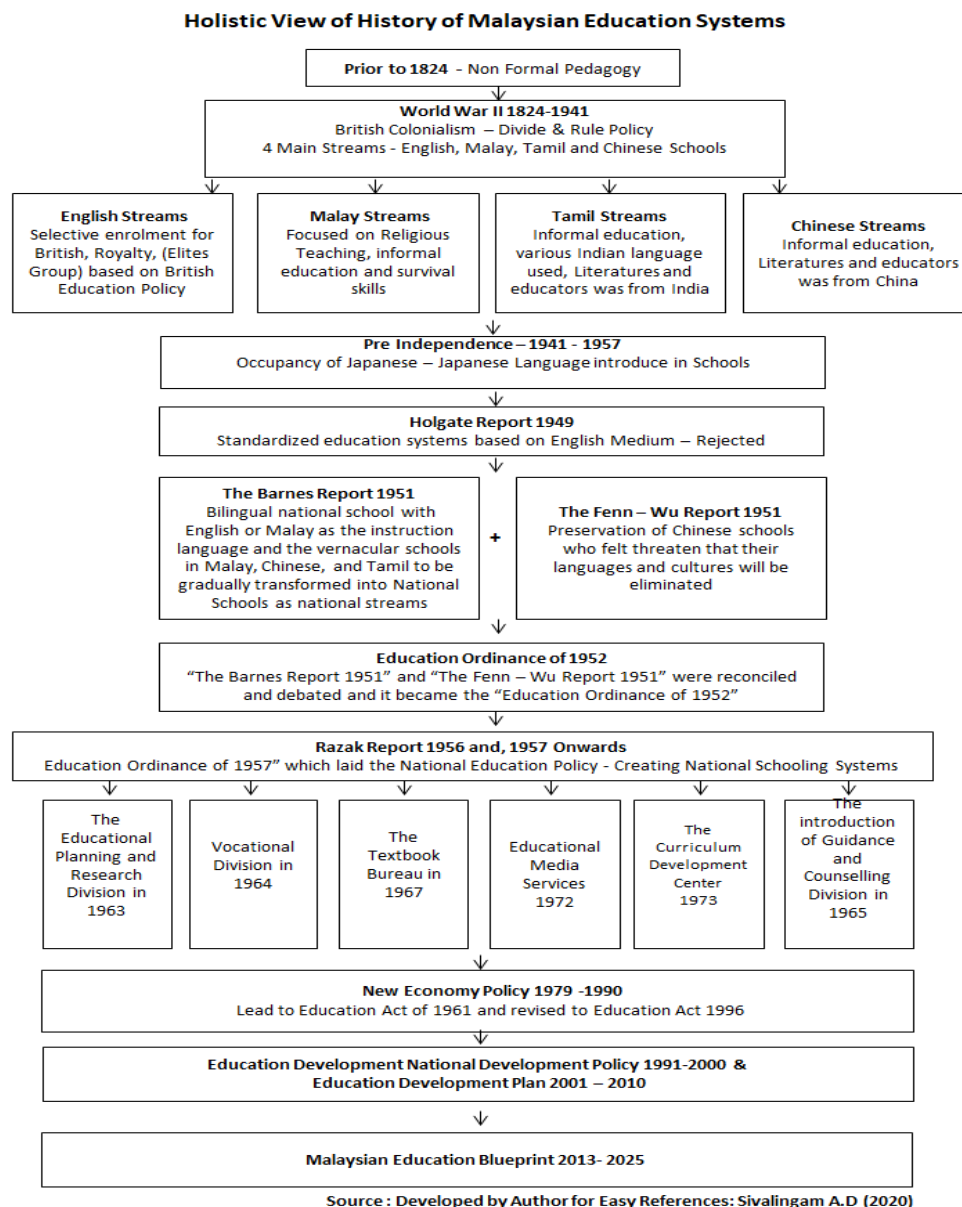 Holistic View of History of Malaysian Education Systems
Prior to 1824 - Non Formal Pedagogy
World War II 1824-1941
British Colonialism – Divide & Rule Policy
4 Main Streams - English, Malay, Tamil and Chinese Schools
English Streams
Selective enrolment for
British, Royalty, (Elites
Group) based on British
Education Policy
Malay Streams
Focused on Religious
Teaching, informal
education and survival
skills
Tamil Streams
Informal education,
various Indian language
used, Literatures and
educators was from India
Chinese Streams
Informal education,
Literatures and educators
was from China
Pre Independence – 1941 - 1957
Occupancy of Japanese – Japanese Language introduce in Schools
Holgate Report 1949
Standardized education systems based on English Medium – Rejected
The Barnes Report 1951
Bilingual national school with
English or Malay as the instruction
language and the vernacular schools
in Malay, Chinese, and Tamil to be
gradually transformed into National
Schools as national streams
+
The Fenn – Wu Report 1951
Preservation of Chinese schools
who felt threaten that their
languages and cultures will be
eliminated
Education Ordinance of 1952
“The Barnes Report 1951” and “The Fenn – Wu Report 1951” were reconciled
and debated and it became the “Education Ordinance of 1952”
Razak Report 1956 and, 1957 Onwards
Education Ordinance of 1957” which laid the National Education Policy - Creating National Schooling Systems
The
Educational
Planning and
Research
Division in
1963
Vocational
Division in
1964
The
Textbook
Bureau in
1967
Educational
Media
Services
1972
The
Curriculum
Development
Center
1973
The
introduction
of Guidance
and
Counselling
Division in
1965
New Economy Policy 1979 -1990
Lead to Education Act of 1961 and revised to Education Act 1996
Education Development National Development Policy 1991-2000 &
Education Development Plan 2001 – 2010
Malaysian Education Blueprint 2013- 2025
Source : Developed by Author for Easy References: Sivalingam A.D (2020)